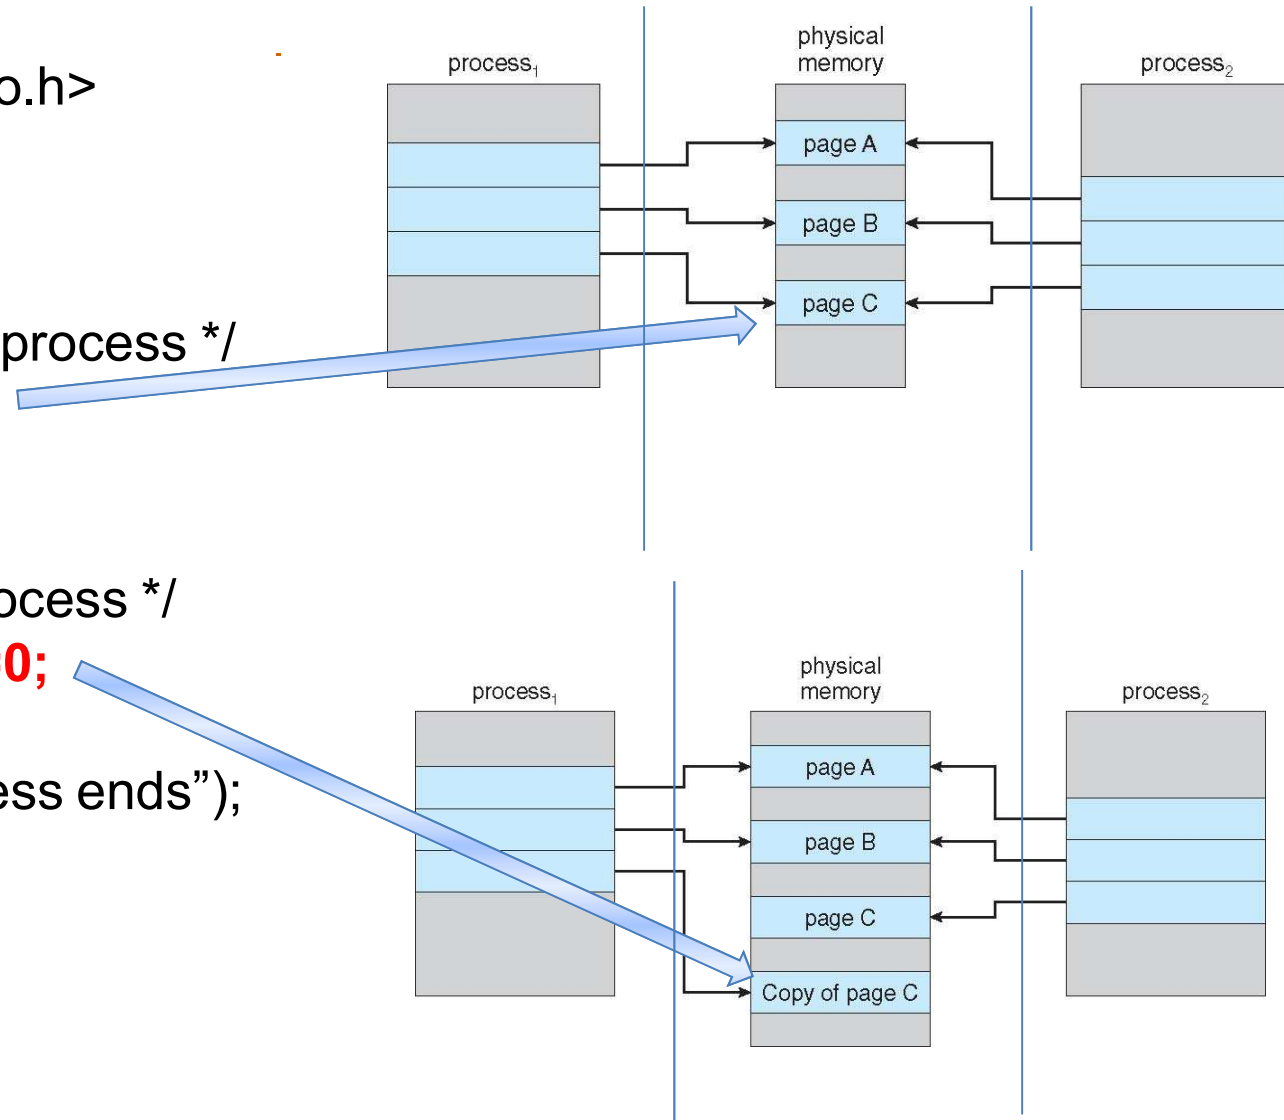 o.h>
process */
ocess */
0;
ess ends”);
process₁
physical
memory
process₂
page A
page B
page C
process₁
physical
memory
process₂
page A
page B
page C
Copy of page C